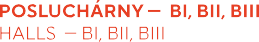 POSLUCHÁRNY — BI, BII, BIII
HALLS — BI, BII, BIII